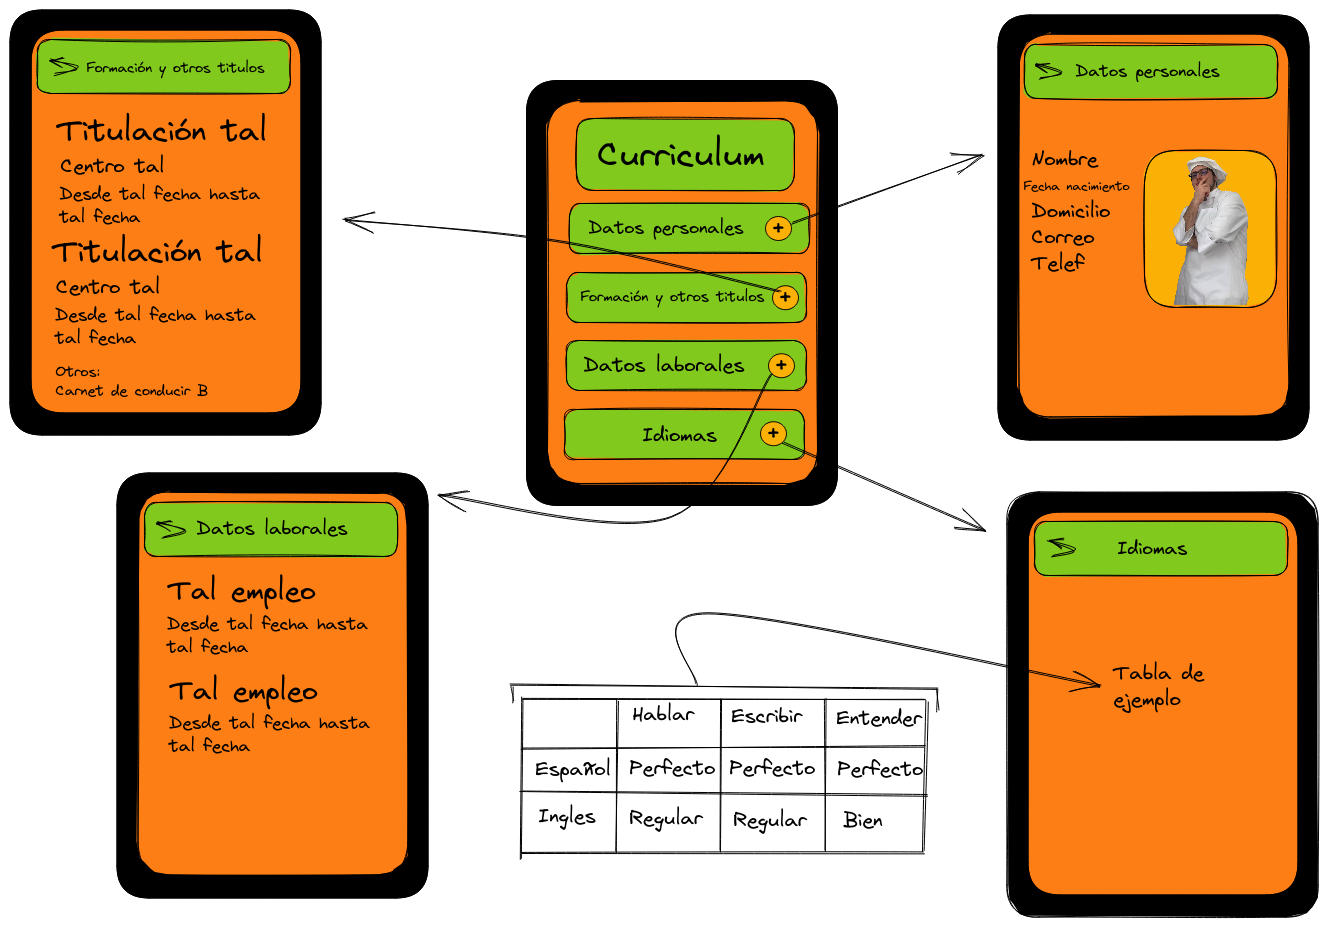 Formación y otros titulos
Titulación tal
Centro tal
Desde tal fecha hasta
tal fecha
Titulación tal
Centro tal
Desde tal fecha hasta
tal fecha
Otros:
Carnet de conducir B
Curriculum
Datos personales +
Formación y otros titulos +
Datos laborales +
Idiomas +
Datos personales
Nombre
Fecha nacimiento
Domicilio
Correo
Telef
Datos laborales
Tal empleo
Desde tal fecha hasta
tal fecha
Tal empleo
Desde tal fecha hasta
tal fecha
Hablar Escribir Entender
Español Perfecto Perfecto Perfecto
Ingles Regular Regular Bien
Idiomas
Tabla de
ejemplo